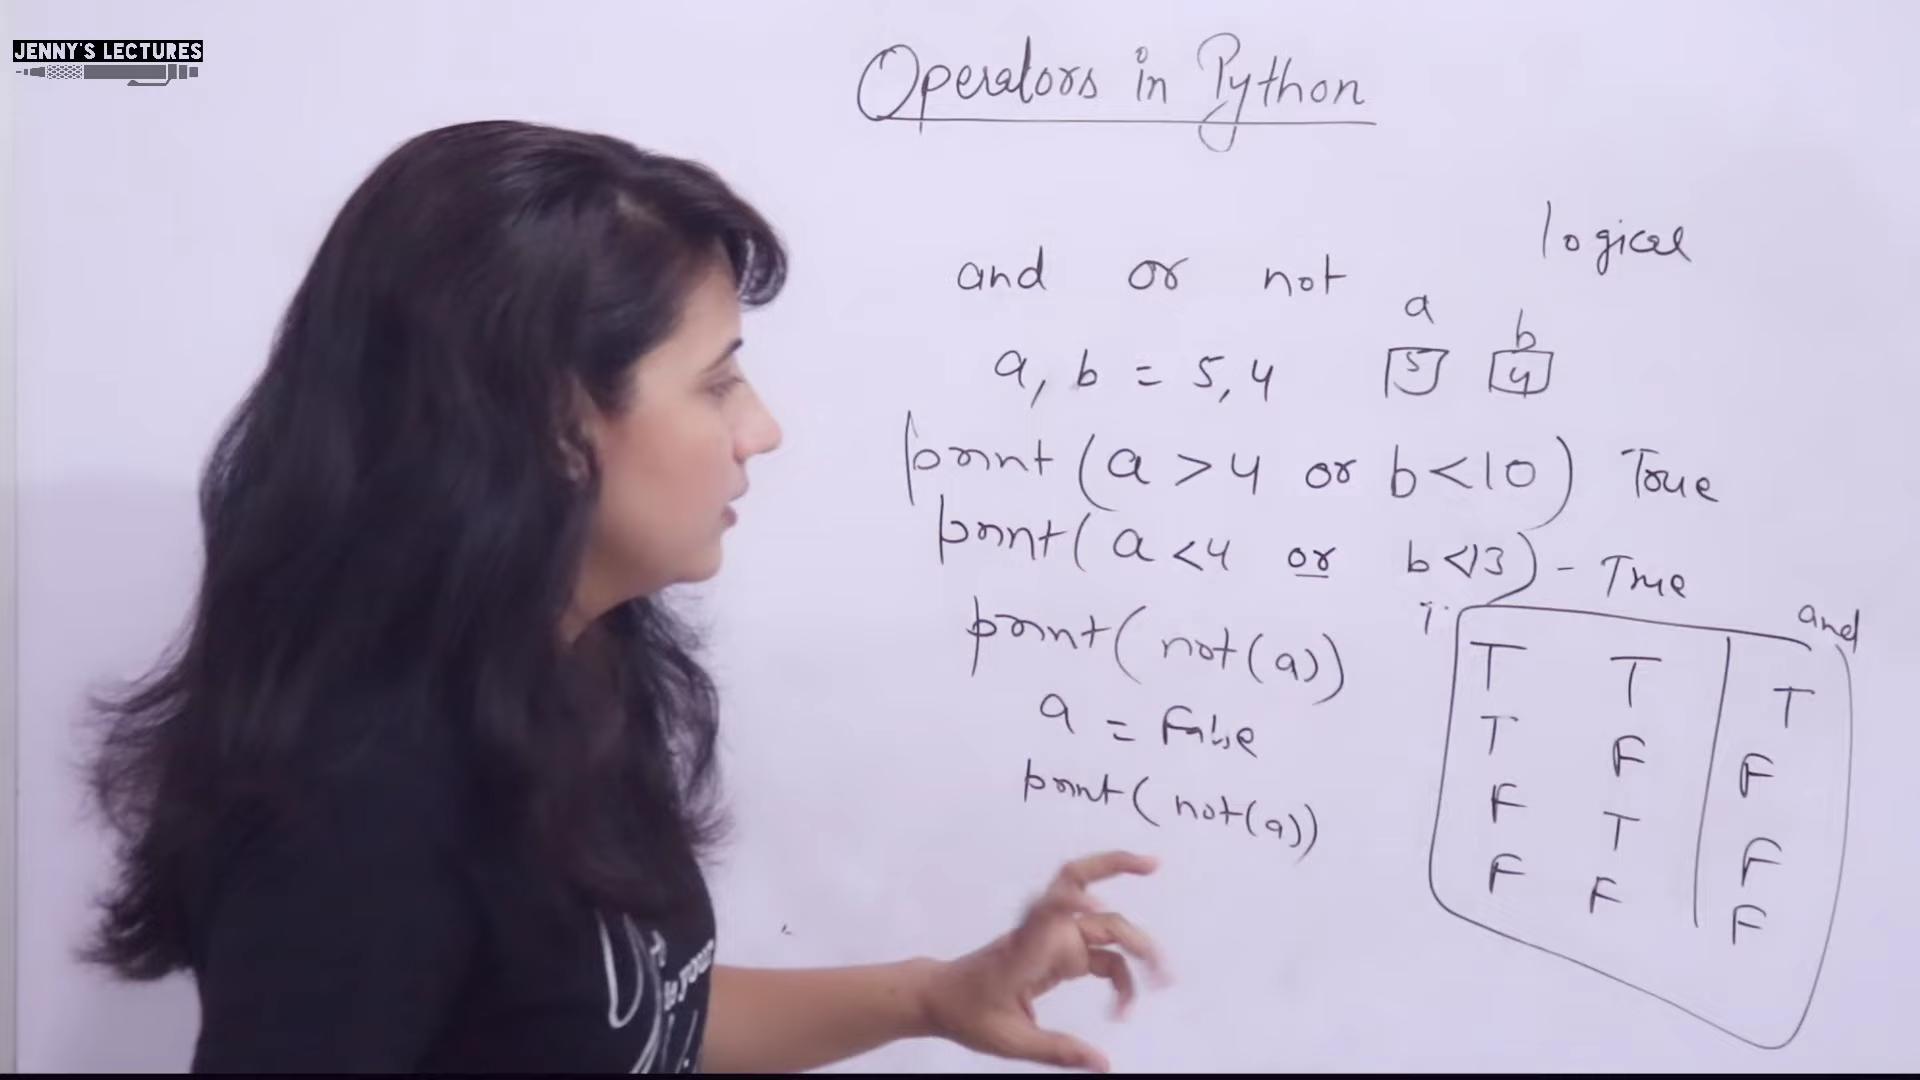 JENNY'S LECTURES
Operators in Python
logical
and or not
a b
a, b = 5,4 5 4
print (a > 4 or b < 10) True
print( a < 4 or b < 13) - True
print( not (a))
a = False
print( not (a))
and
T T T
T F F
F T F
F F F